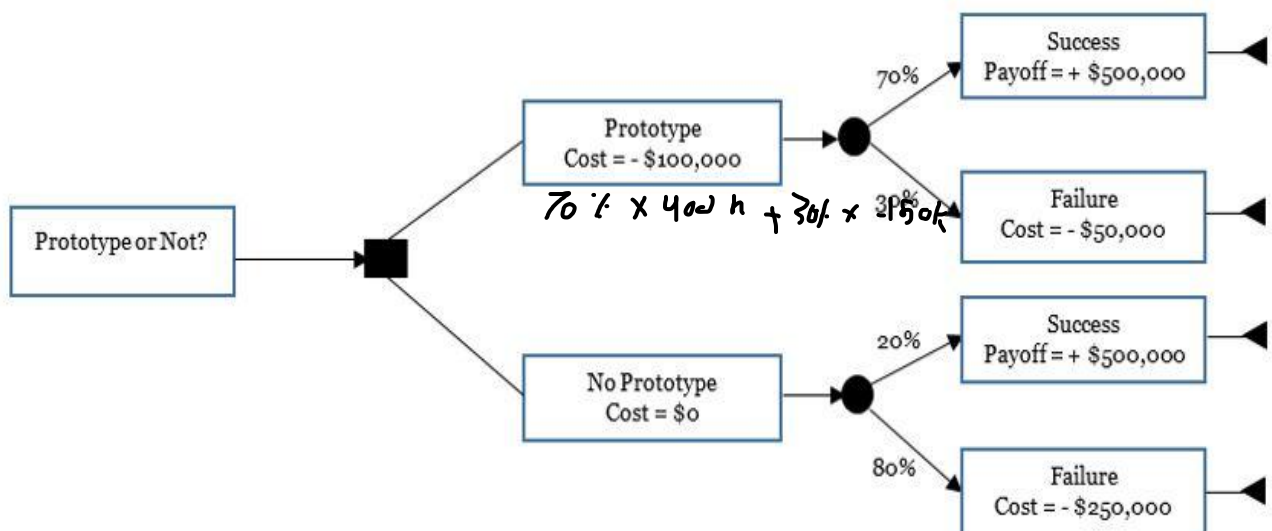 Success
Payoff = + $500,000
70%
Prototype
Cost = - $100,000
70% X 400 k + 30% x -150k
30%
Failure
Cost = - $50,000
Prototype or Not?
Success
Payoff = + $500,000
20%
No Prototype
Cost = $0
80%
Failure
Cost = - $250,000